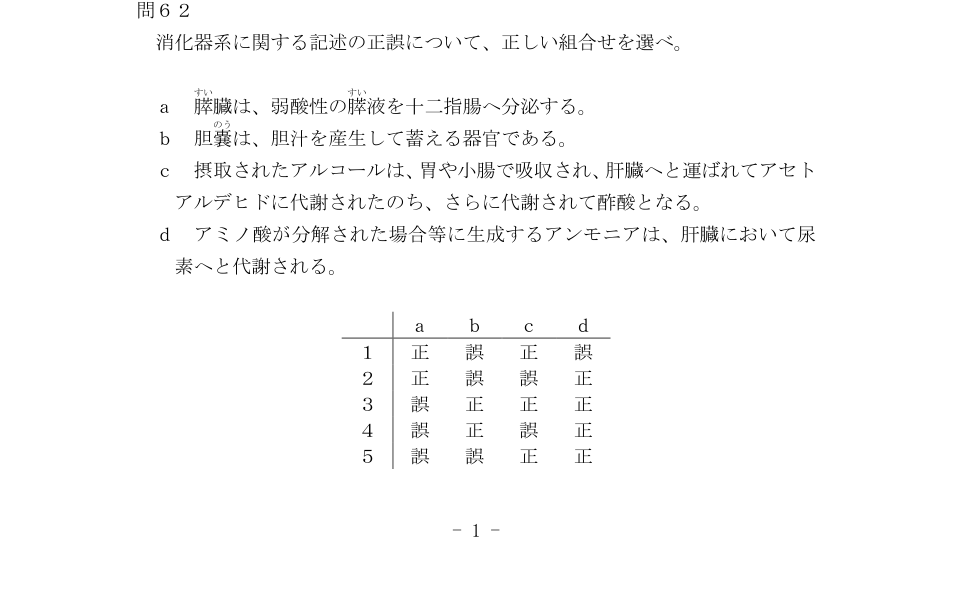 問６２
消化器系に関する記述の正誤について、正しい組合せを選べ。
すい すい
ａ 膵臓は、弱酸性の膵液を十二指腸へ分泌する。
のう
ｂ 胆嚢は、胆汁を産生して蓄える器官である。
ｃ 摂取されたアルコールは、胃や小腸で吸収され、肝臓へと運ばれてアセト
アルデヒドに代謝されたのち、さらに代謝されて酢酸となる。
ｄ アミノ酸が分解された場合等に生成するアンモニアは、肝臓において尿
素へと代謝される。
ａ ｂ ｃ ｄ
１ 正 誤 正 誤
２ 正 誤 誤 正
３ 誤 正 正 正
４ 誤 正 誤 正
５ 誤 誤 正 正
- 1 -